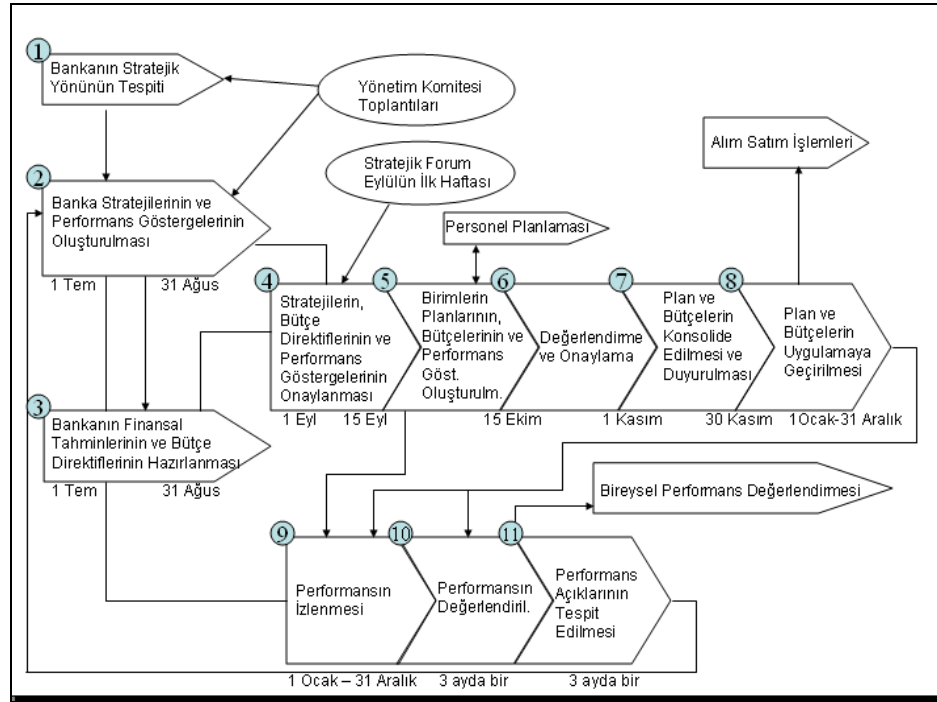 1
Bankanın Stratejik
Yönünün Tespiti
Yönetim Komitesi
Toplantıları
Alım Satım İşlemleri
Stratejik Forum
Eylülün İlk Haftası
2
Banka Stratejilerinin ve
Performans Göstergelerinin
Oluşturulması
1 Tem
31 Ağus
Personel Planlaması
4
Stratejilerin,
Bütçe
Direktiflerinin ve
Performans
Göstergelerinin
Onaylanması
5
Birimlerin
Planlarının,
Bütçelerinin ve
Performans
Göst.
Oluşturulm.
6
Değerlendirme
ve Onaylama
7
Plan ve
Bütçelerin
Konsolide
Edilmesi ve
Duyurulması
8
Plan ve
Bütçelerin
Uygulamaya
Geçirilmesi
1 Eyl
15 Eyl
15 Ekim
1 Kasım
30 Kasım
1Ocak-31 Aralık
3
Bankanın Finansal
Tahminlerinin ve Bütçe
Direktiflerinin Hazırlanması
1 Tem
31 Ağus
Bireysel Performans Değerlendirmesi
9
Performansın
İzlenmesi
10
Performansın
Değerlendiril.
11
Performans
Açıklarının
Tespit
Edilmesi
1 Ocak – 31 Aralık
3 ayda bir
3 ayda bir